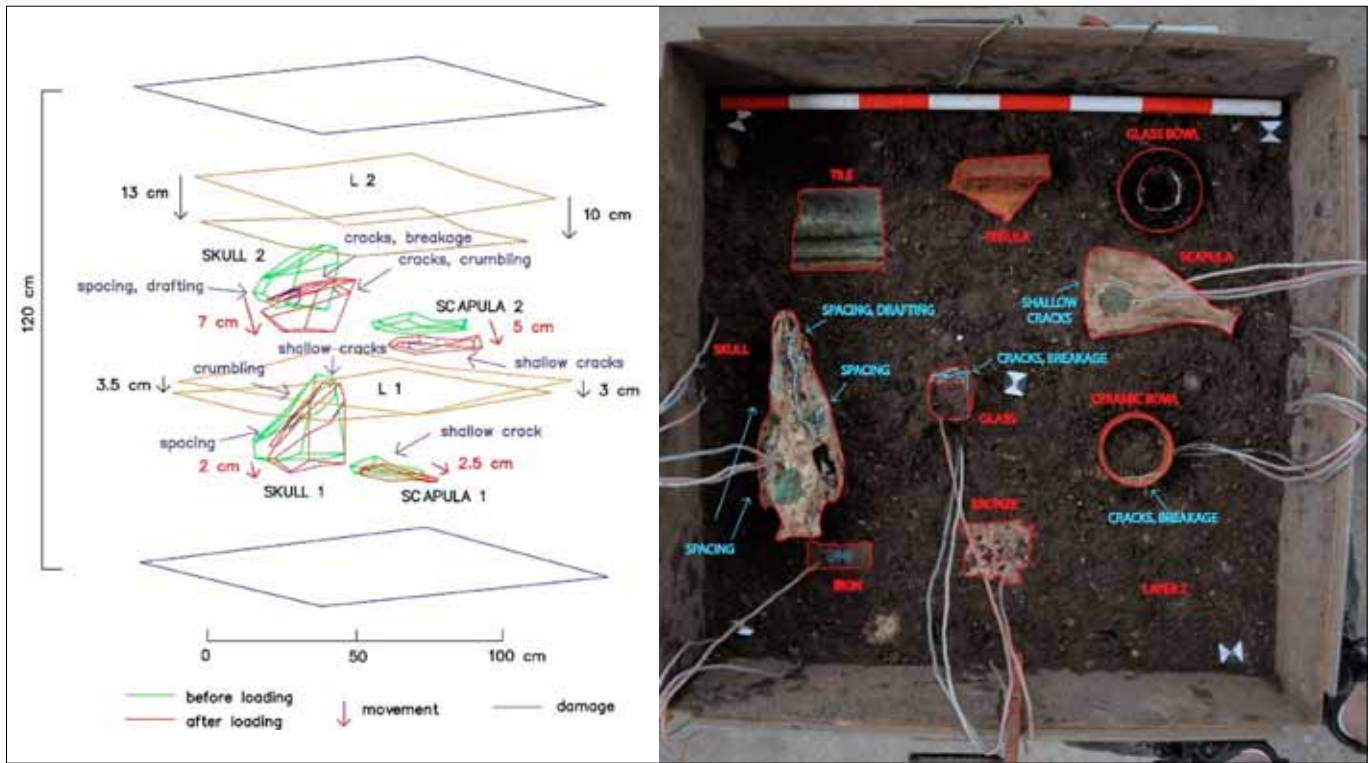 L 2
13 cm
10 cm
cracks, breakage
SKULL 2
cracks, crumbling
spacing, drafting
SCAPULA 2
7 cm
5 cm
120 cm
shallow cracks
shallow cracks
crumbling
3.5 cm
L 1
3 cm
spacing
shallow crack
2 cm
2.5 cm
SKULL 1
SCAPULA 1
0
50
100 cm
before loading
after loading
movement
damage
GLASS BOWL
TILE
TEGULA
SCAPULA
SHALLOW
CRACKS
SPACING, DRAFTING
SKULL
CRACKS, BREAKAGE
SPACING
GLASS
CERAMIC BOWL
CRACKS, BREAKAGE
BRONZE
SPACING
IRON
LAYER 2